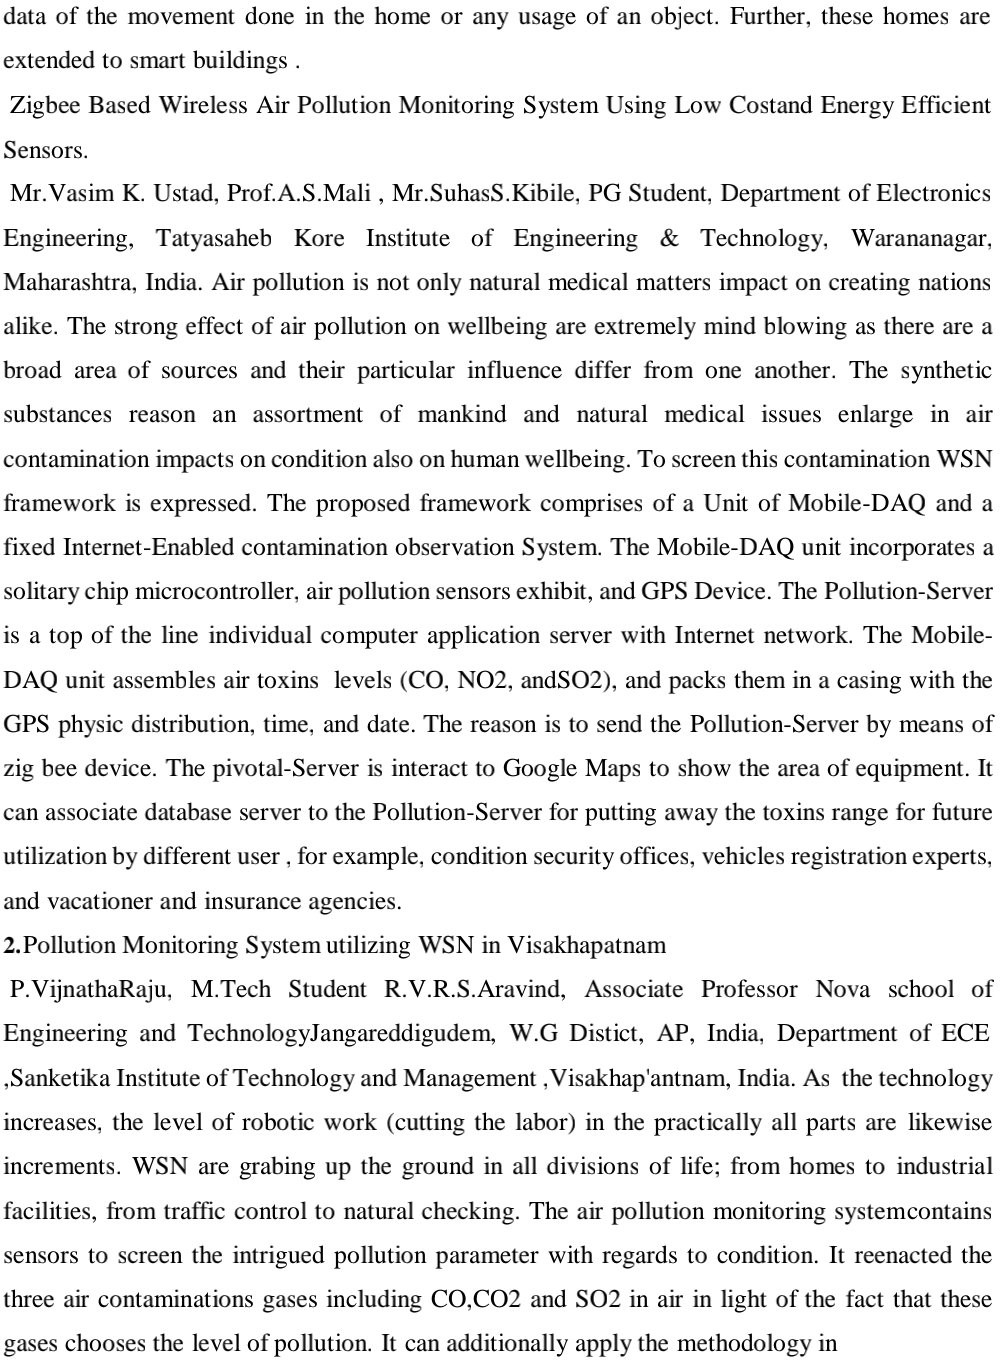 data of the movement done in the home or any usage of an object. Further, these homes are
extended to smart buildings .
Zigbee Based Wireless Air Pollution Monitoring System Using Low Costand Energy Efficient
Sensors.
Mr.Vasim K. Ustad, Prof.A.S.Mali , Mr.SuhasS.Kibile, PG Student, Department of Electronics
Engineering, Tatyasaheb Kore Institute of Engineering & Technology, Warananagar,
Maharashtra, India. Air pollution is not only natural medical matters impact on creating nations
alike. The strong effect of air pollution on wellbeing are extremely mind blowing as there are a
broad area of sources and their particular influence differ from one another. The synthetic
substances reason an assortment of mankind and natural medical issues enlarge in air
contamination impacts on condition also on human wellbeing. To screen this contamination WSN
framework is expressed. The proposed framework comprises of a Unit of Mobile-DAQ and a
fixed Internet-Enabled contamination observation System. The Mobile-DAQ unit incorporates a
solitary chip microcontroller, air pollution sensors exhibit, and GPS Device. The Pollution-Server
is a top of the line individual computer application server with Internet network. The Mobile-
DAQ unit assembles air toxins levels (CO, NO2, andSO2), and packs them in a casing with the
GPS physic distribution, time, and date. The reason is to send the Pollution-Server by means of
zig bee device. The pivotal-Server is interact to Google Maps to show the area of equipment. It
can associate database server to the Pollution-Server for putting away the toxins range for future
utilization by different user , for example, condition security offices, vehicles registration experts,
and vacationer and insurance agencies.
2.Pollution Monitoring System utilizing WSN in Visakhapatnam
P.VijnathaRaju, M.Tech Student R.V.R.S.Aravind, Associate Professor Nova school of
Engineering and TechnologyJangareddigudem, W.G Distict, AP, India, Department of ECE
,Sanketika Institute of Technology and Management ,Visakhap'antnam, India. As the technology
increases, the level of robotic work (cutting the labor) in the practically all parts are likewise
increments. WSN are grabing up the ground in all divisions of life; from homes to industrial
facilities, from traffic control to natural checking. The air pollution monitoring systemcontains
sensors to screen the intrigued pollution parameter with regards to condition. It reenacted the
three air contaminations gases including CO,CO2 and SO2 in air in light of the fact that these
gases chooses the level of pollution. It can additionally apply the methodology in